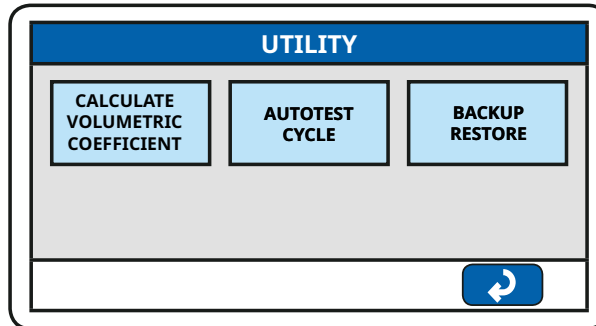 UTILITY
CALCULATE
VOLUMETRIC
COEFFICIENT
AUTOTEST
CYCLE
BACKUP
RESTORE